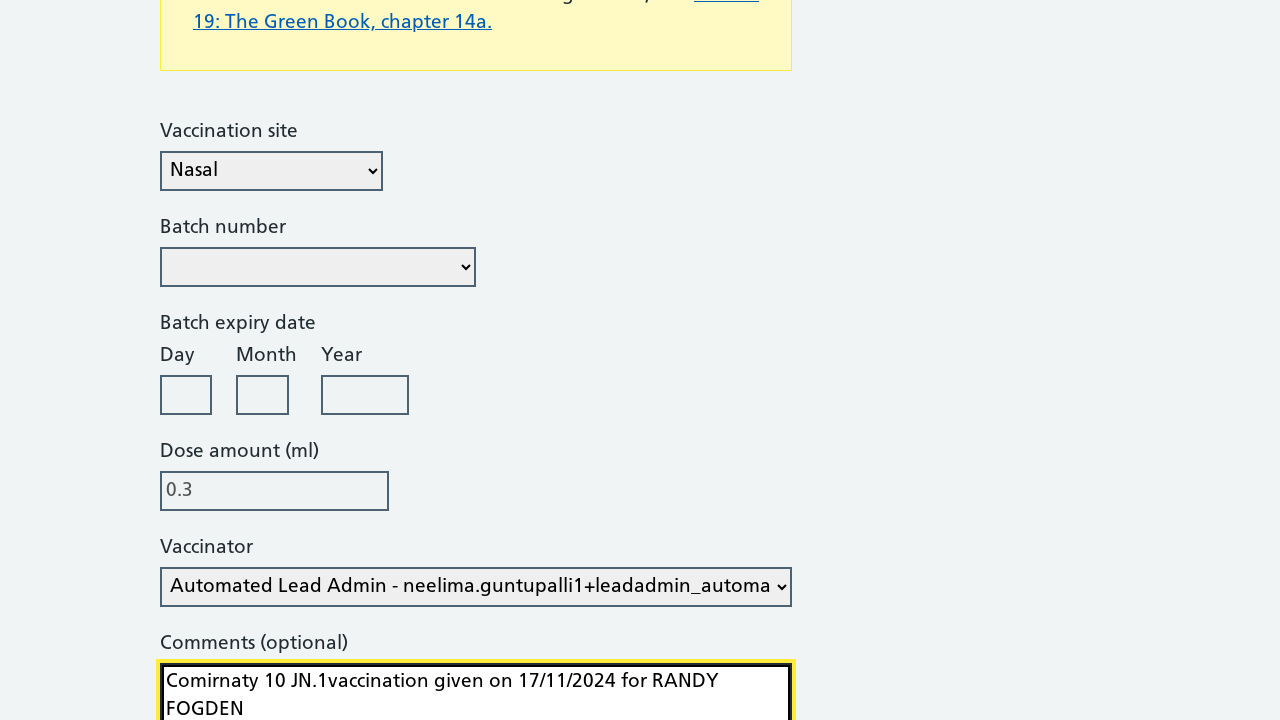 19: The Green Book, chapter 14a.
Vaccination site
Nasal
Batch number
Batch expiry date
Day Month Year
Dose amount (ml)
0.3
Vaccinator
Automated Lead Admin - neelima.guntupalli1+leadadmin_automa
Comments (optional)
Comirnaty 10 JN.1vaccination given on 17/11/2024 for RANDY
FOGDEN